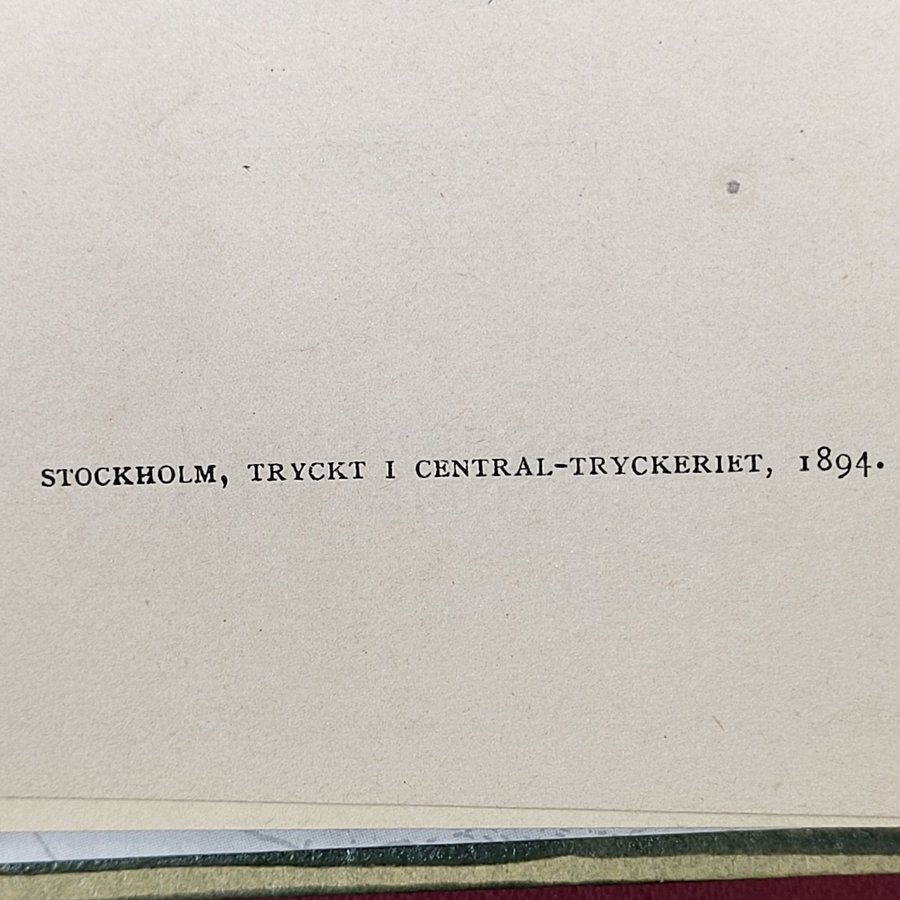 STOCKHOLM, TRYCKT I CENTRAL-TRYCKERIET, 1894.